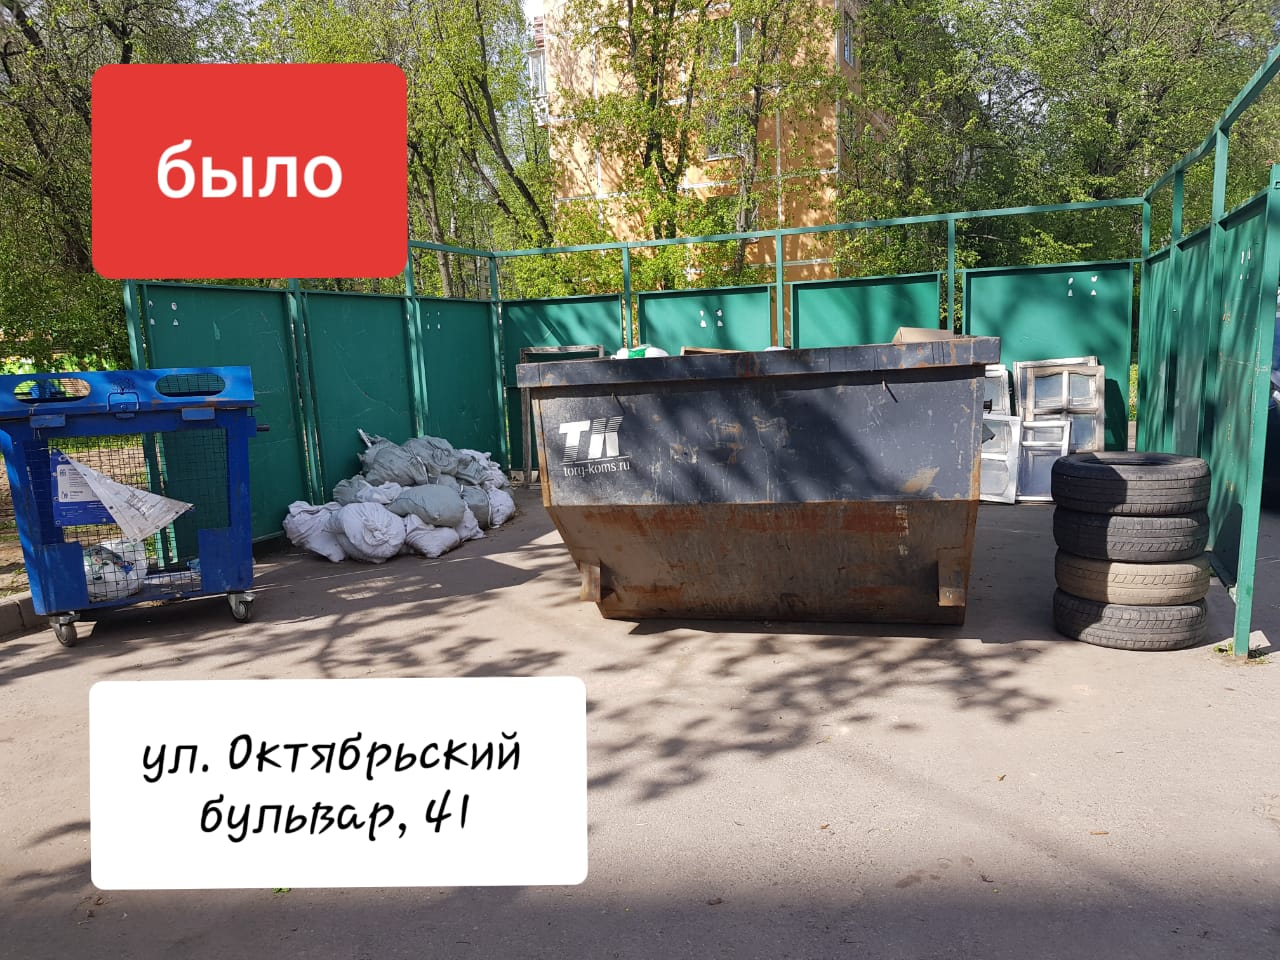 было
ТК
torg-koms.ru
ул. Октябрьский
бульвар, 41